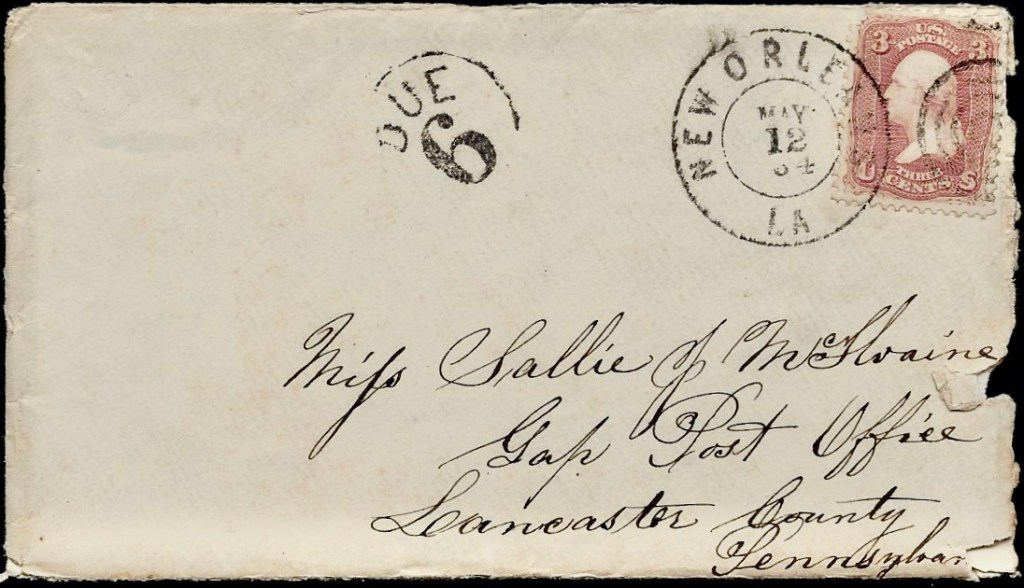 DUE
6
NEW ORLEANS
MAY
12
64
LA
3 U.S. 3
POSTAGE
THREE
U CENTS S
Miss Sallie J McIlvaine
Gap Post Office
Lancaster County
Pennsylvan